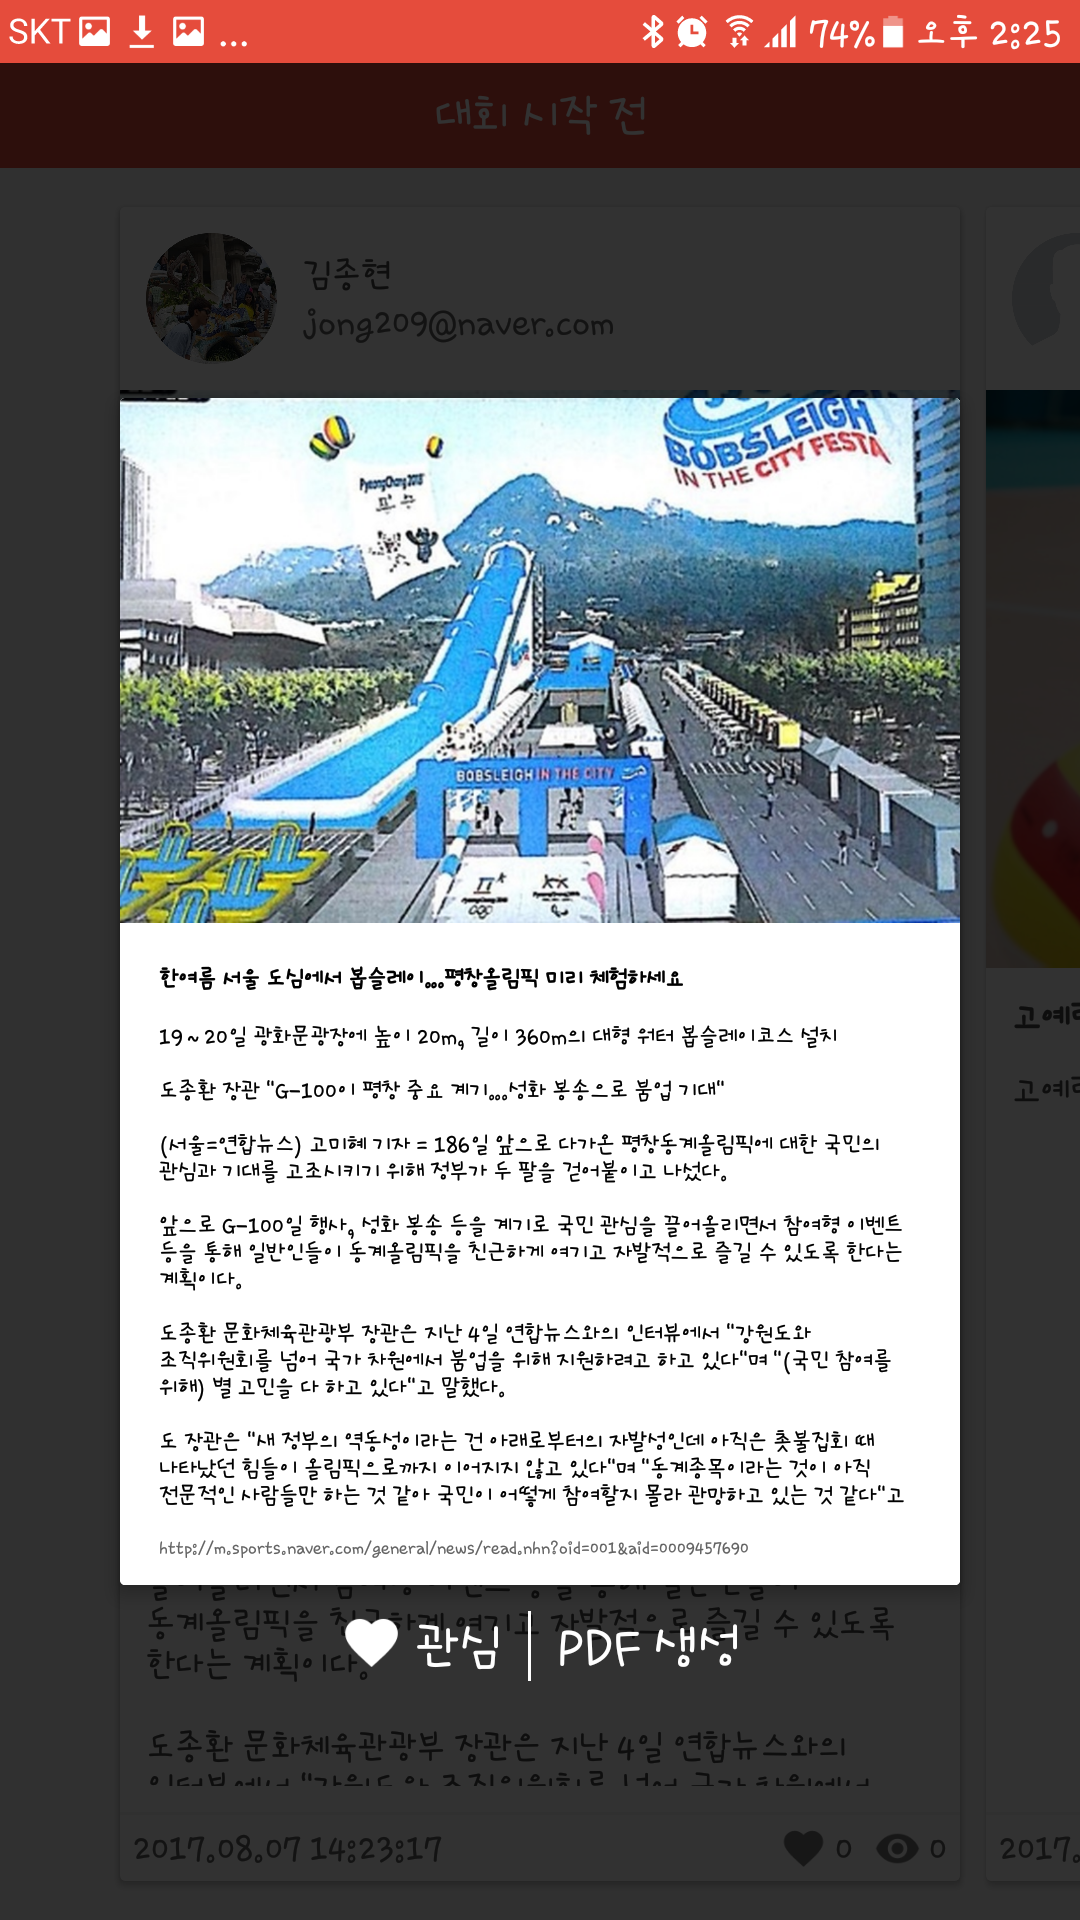 SKT
... 74% 오후 2:25
대회 시작 전
김종현
jong209@naver.com
BOBSLEIGH
IN THE CITY FESTA
PyeongChang 2018
BOBSLEIGH IN THE CITY
한여름 서울 도심에서 봅슬레이...평창올림픽 미리 체험하세요
19~20일 광화문광장에 높이 20m, 길이 360m의 대형 워터 봅슬레이코스 설치
도종환 장관 "G-100이 평창 중요 계기...성화 봉송으로 붐업 기대"
(서울=연합뉴스) 고미혜 기자 = 186일 앞으로 다가온 평창동계올림픽에 대한 국민의
관심과 기대를 고조시키기 위해 정부가 두 팔을 걷어붙이고 나섰다.
앞으로 G-100일 행사, 성화 봉송 등을 계기로 국민 관심을 끌어올리면서 참여형 이벤트
등을 통해 일반인들이 동계올림픽을 친근하게 여기고 자발적으로 즐길 수 있도록 한다는
계획이다.
도종환 문화체육관광부 장관은 지난 4일 연합뉴스와의 인터뷰에서 "강원도와
조직위원회를 넘어 국가 차원에서 붐업을 위해 지원하려고 하고 있다"며 "(국민 참여를
위해) 별 고민을 다 하고 있다"고 말했다.
도 장관은 "새 정부의 역동성이라는 건 아래로부터의 자발성인데 아직은 촛불집회 때
나타났던 힘들이 올림픽으로까지 이어지지 않고 있다"며 "동계종목이라는 것이 아직
전문적인 사람들만 하는 것 같아 국민이 어떻게 참여할지 몰라 관망하고 있는 것 같다"고
http://m.sports.naver.com/general/news/read.nhn?oid=001&aid=0009457690
동계올림픽을 친근하게 여기고 자발적으로 즐길 수 있도록
한다는 계획이다.
관심 | PDF 생성
도종환 문화체육관광부 장관은 지난 4일 연합뉴스와의
인터뷰에서 "강원도와 조직위원회를 넘어 국가 차원에서
2017.08.07 14:23:17 0 0
고예
고예
2017.